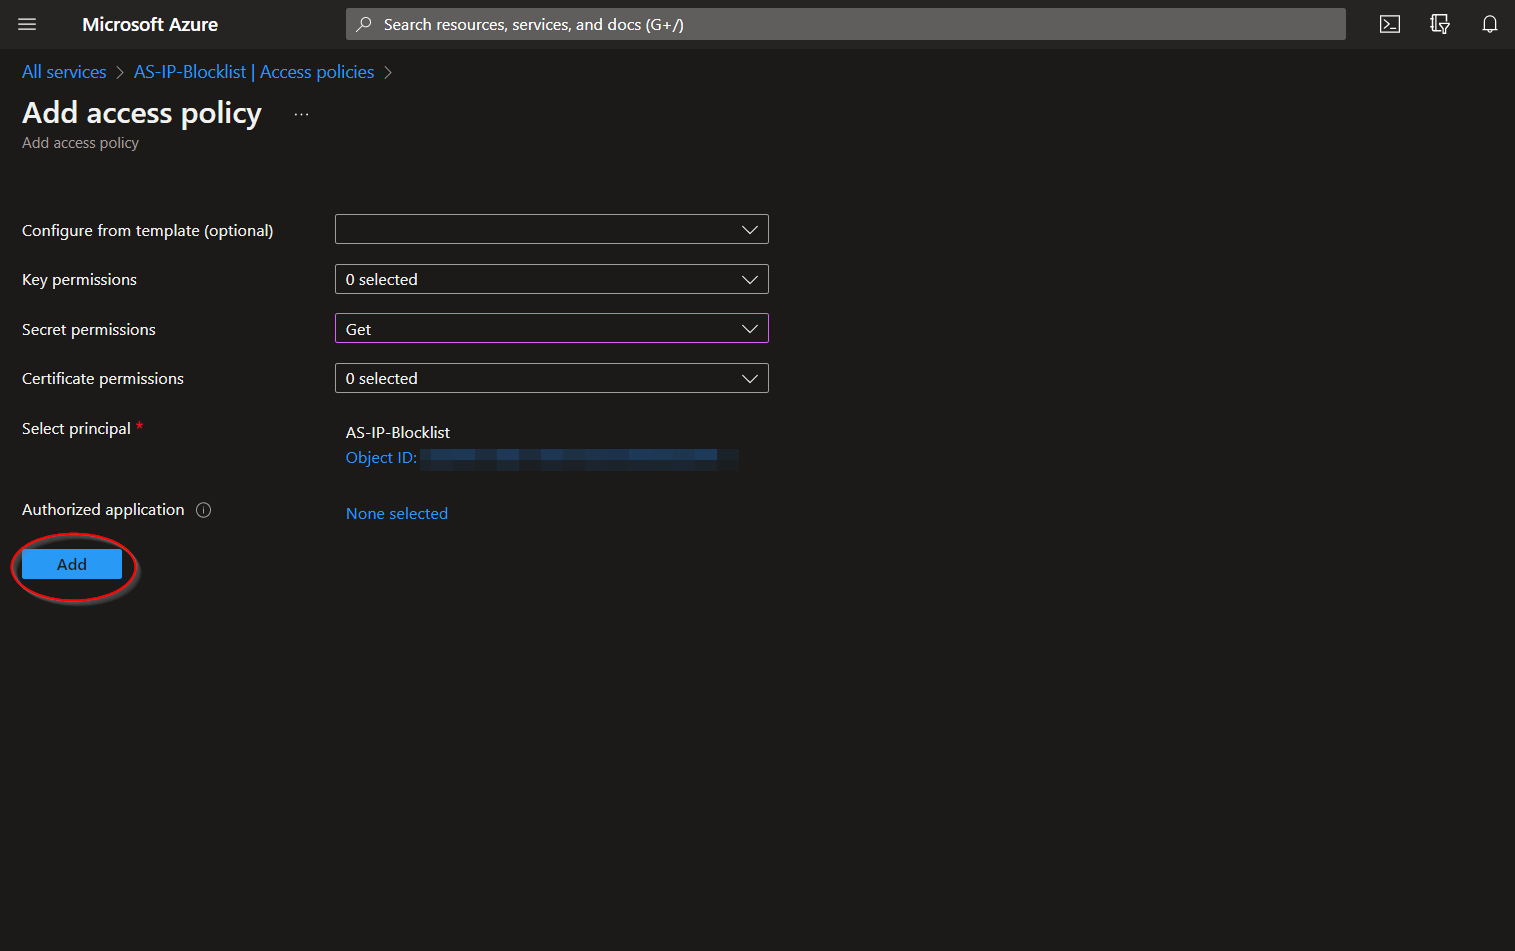 Microsoft Azure
Search resources, services, and docs (G+/)
All services > AS-IP-Blocklist | Access policies >
Add access policy ...
Add access policy
Configure from template (optional)
Key permissions
0 selected
Secret permissions
Get
Certificate permissions
0 selected
Select principal *
AS-IP-Blocklist
Object ID:
Authorized application
None selected
Add